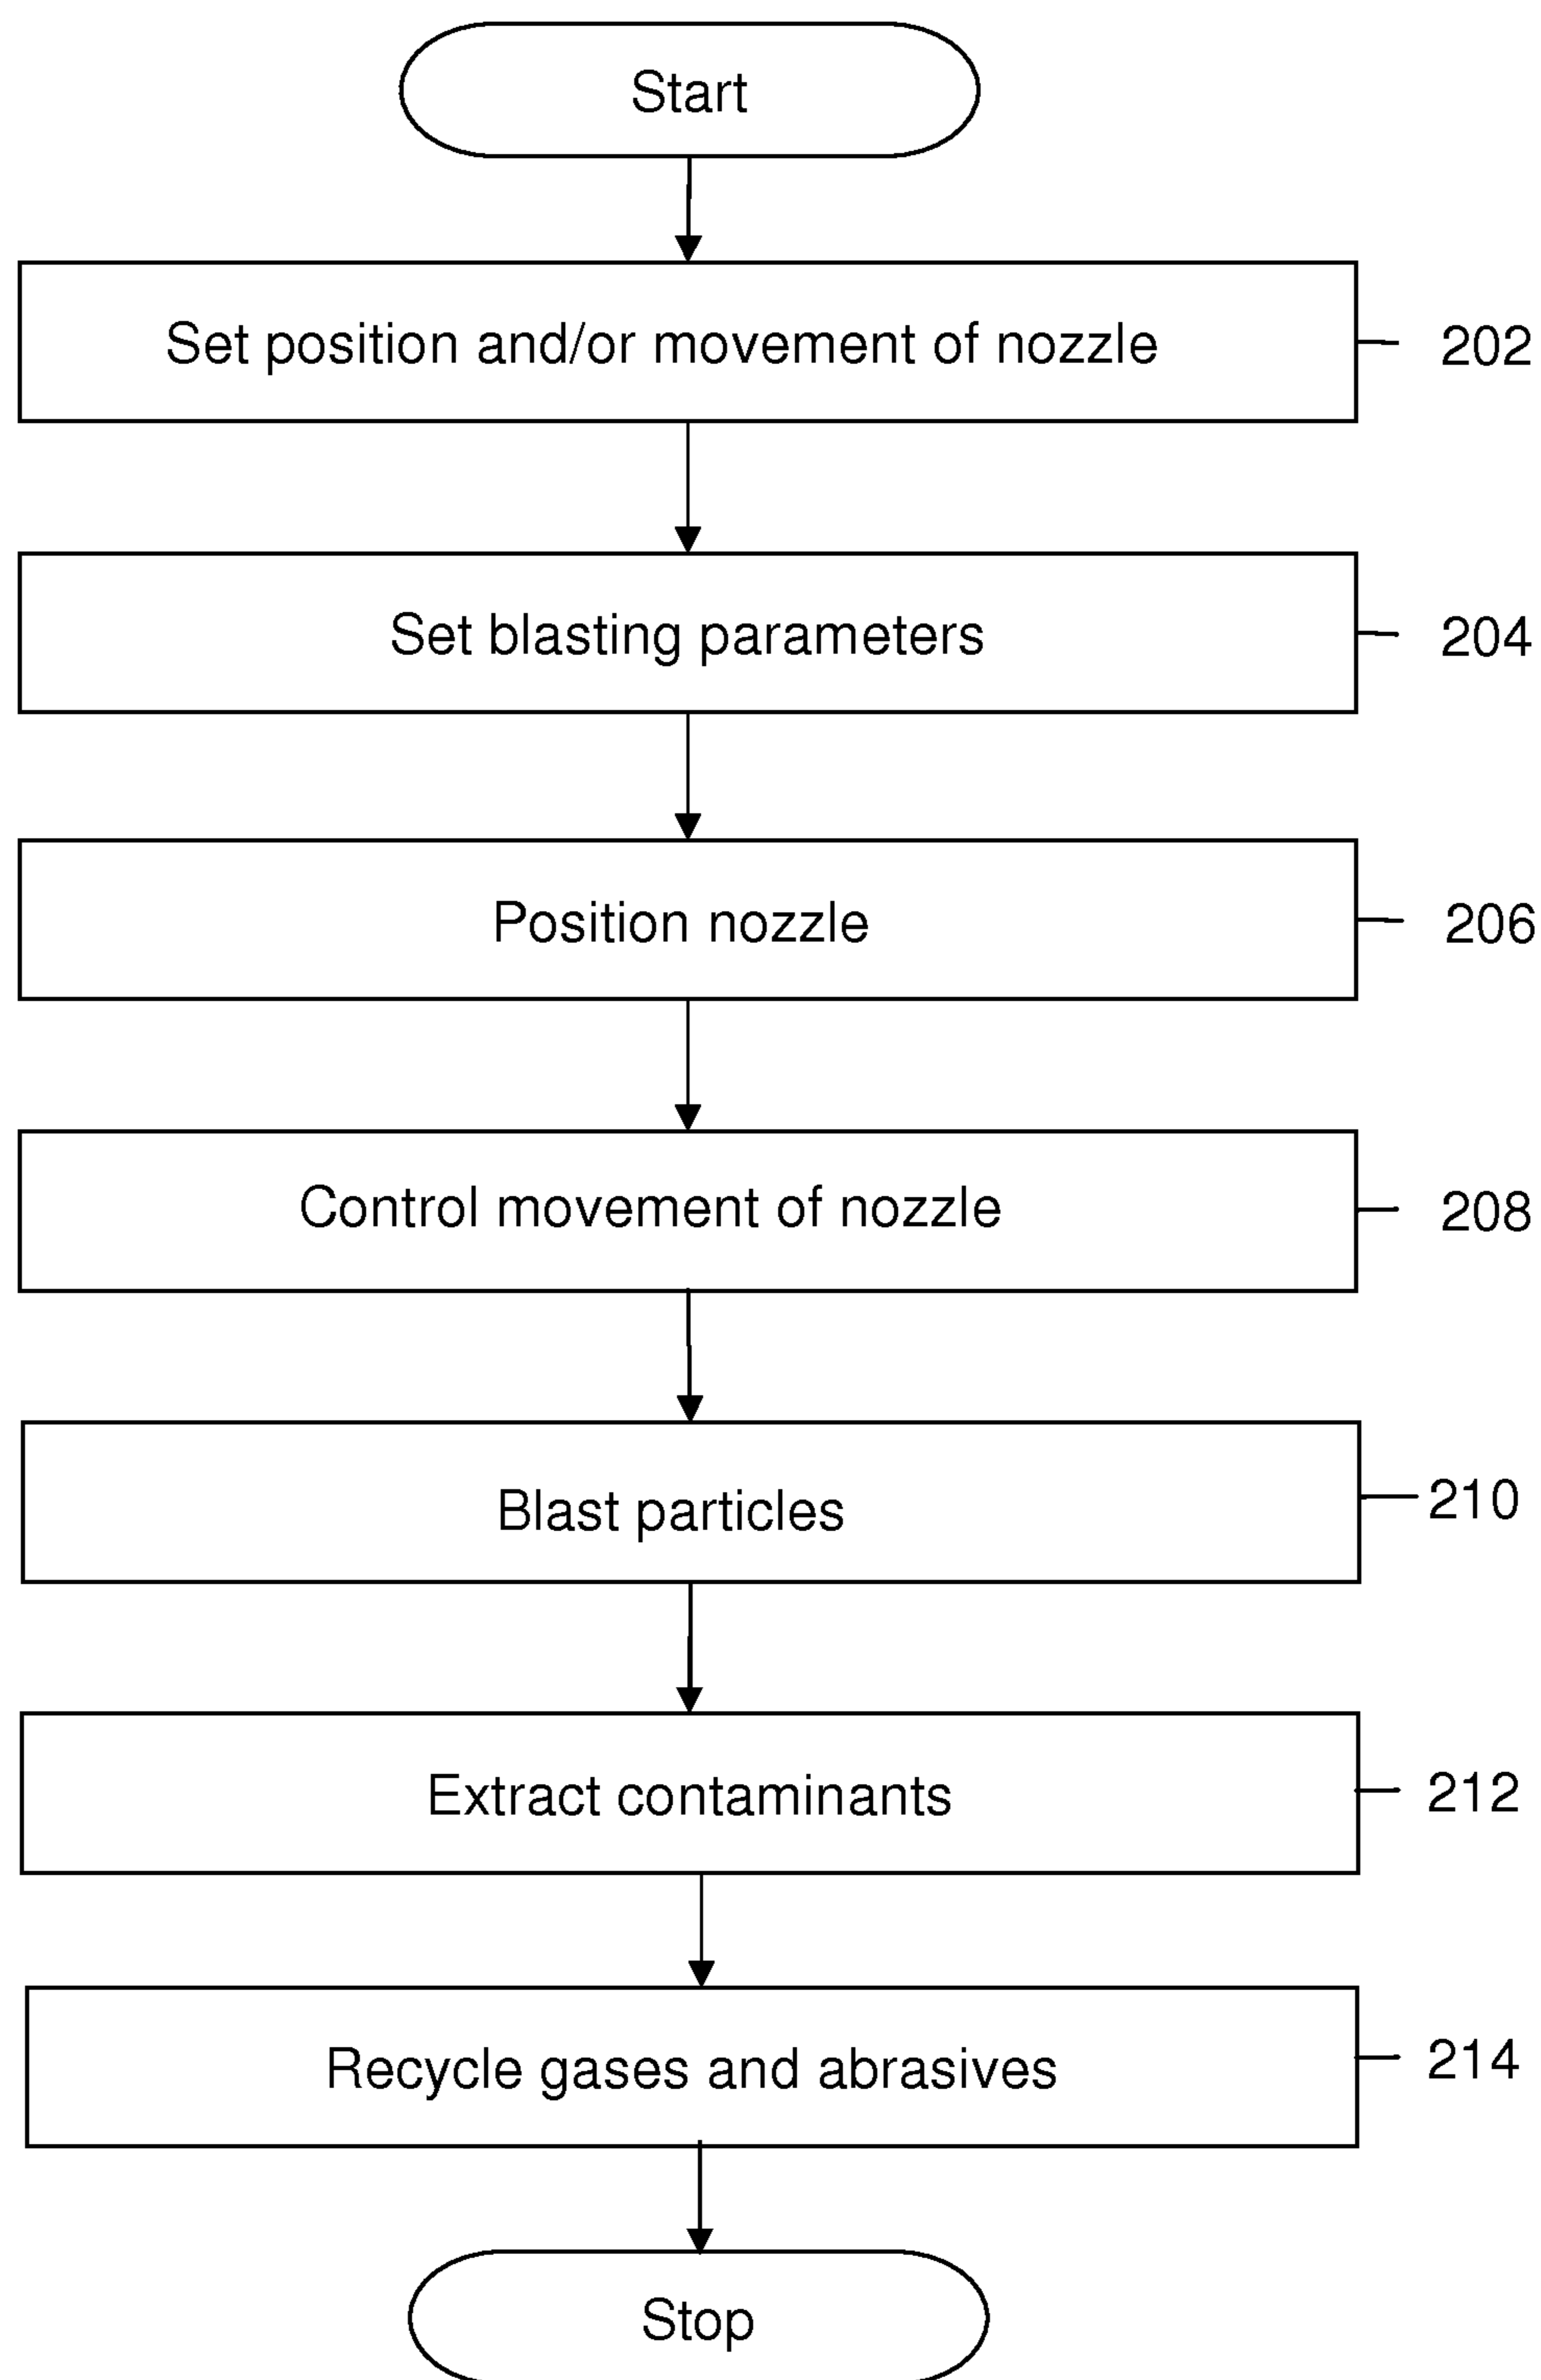 Start
Set position and/or movement of nozzle 202
Set blasting parameters 204
Position nozzle 206
Control movement of nozzle 208
Blast particles 210
Extract contaminants 212
Recycle gases and abrasives 214
Stop